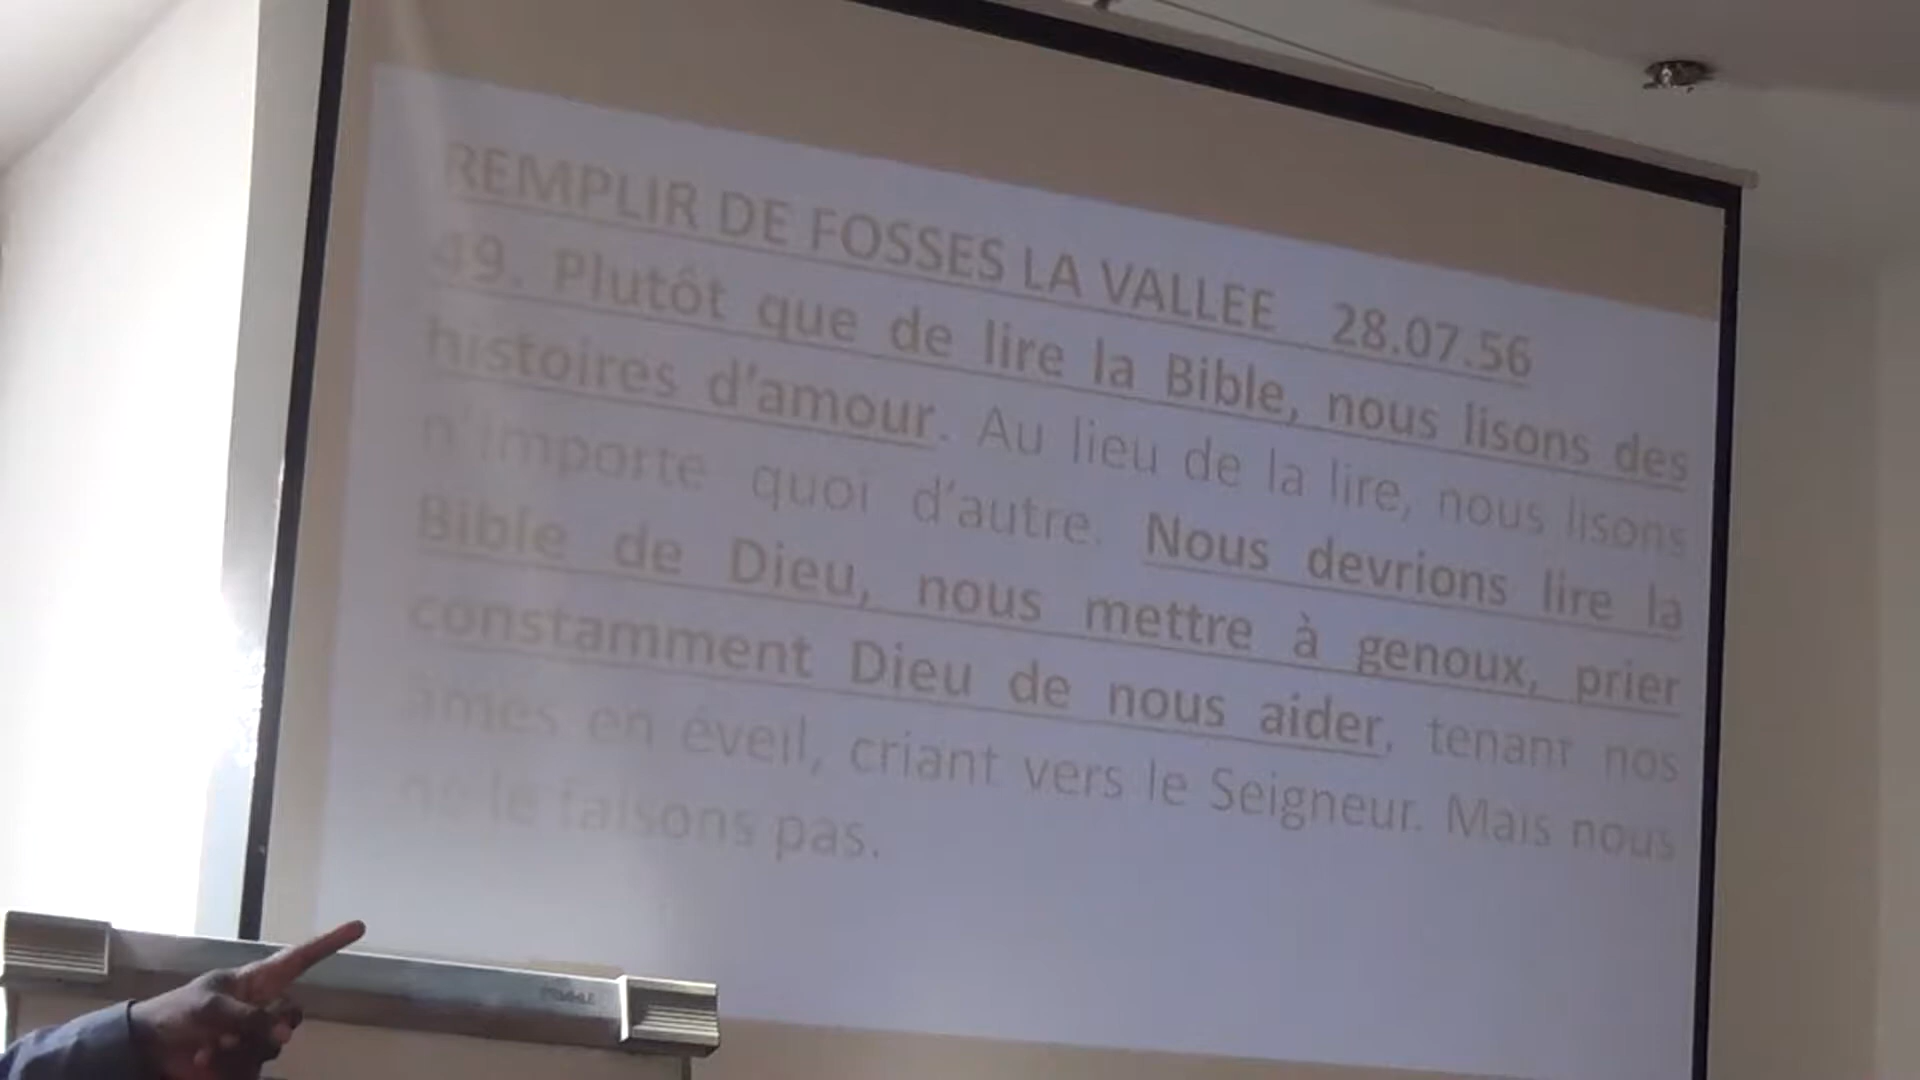 REMPLIR DE FOSSES LA VALLEE 28.07.56
49. Plutôt que de lire la Bible, nous lisons des
histoires d'amour. Au lieu de la lire, nous lisons
n'importe quoi d'autre. Nous devrions lire la
Bible de Dieu, nous mettre à genoux, prier
constamment Dieu de nous aider, tenant nos
âmes en éveil, criant vers le Seigneur. Mais nous
ne le faisons pas.